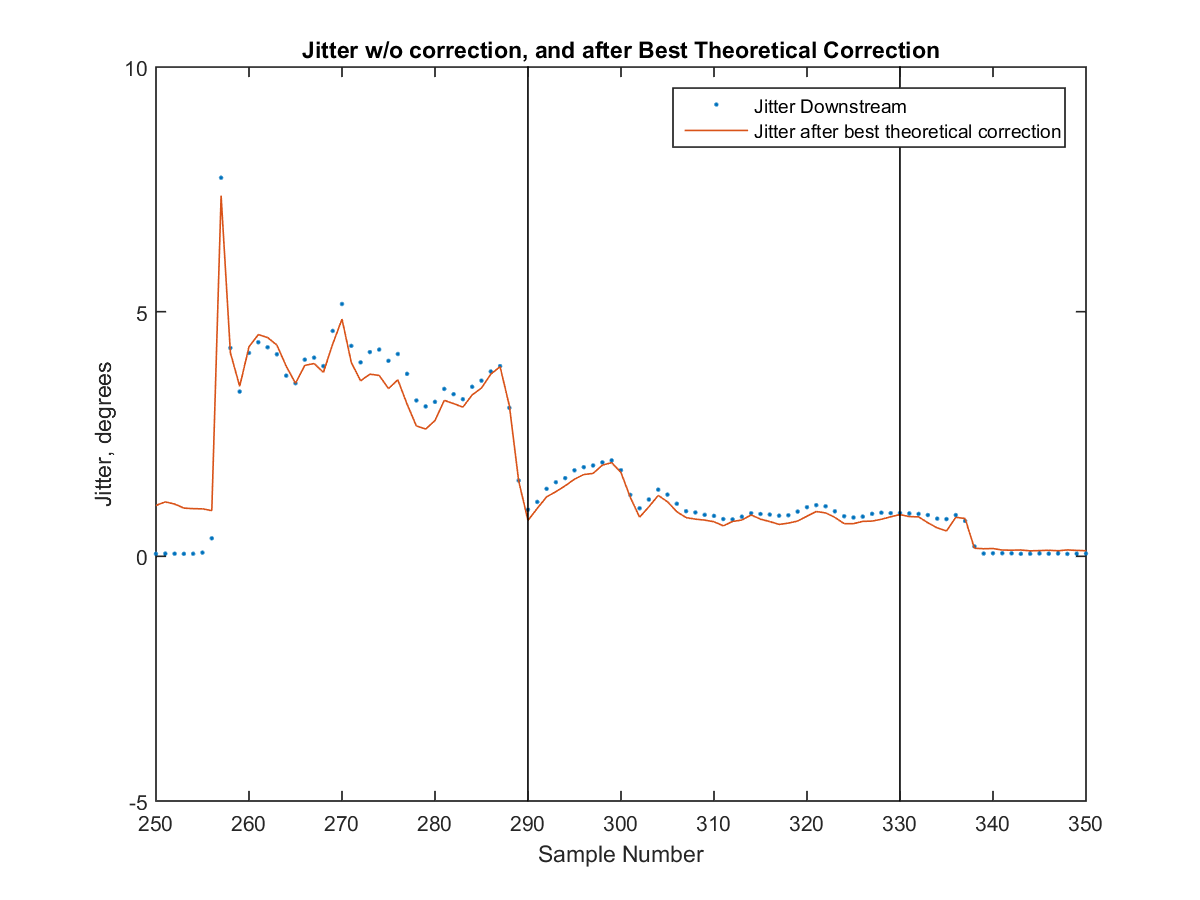 Jitter w/o correction, and after Best Theoretical Correction
Jitter Downstream
Jitter after best theoretical correction
10
5
0
-5
Jitter, degrees
250 260 270 280 290 300 310 320 330 340 350
Sample Number